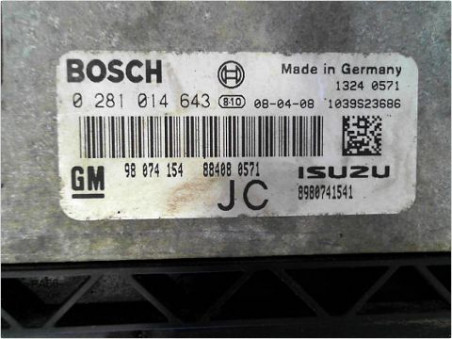 BOSCH Made in Germany
1324 0571
0 281 014 643 810 08-04-08 1039S23686
98 074 154 88408 0571 ISUZU
GM JC 8980741541